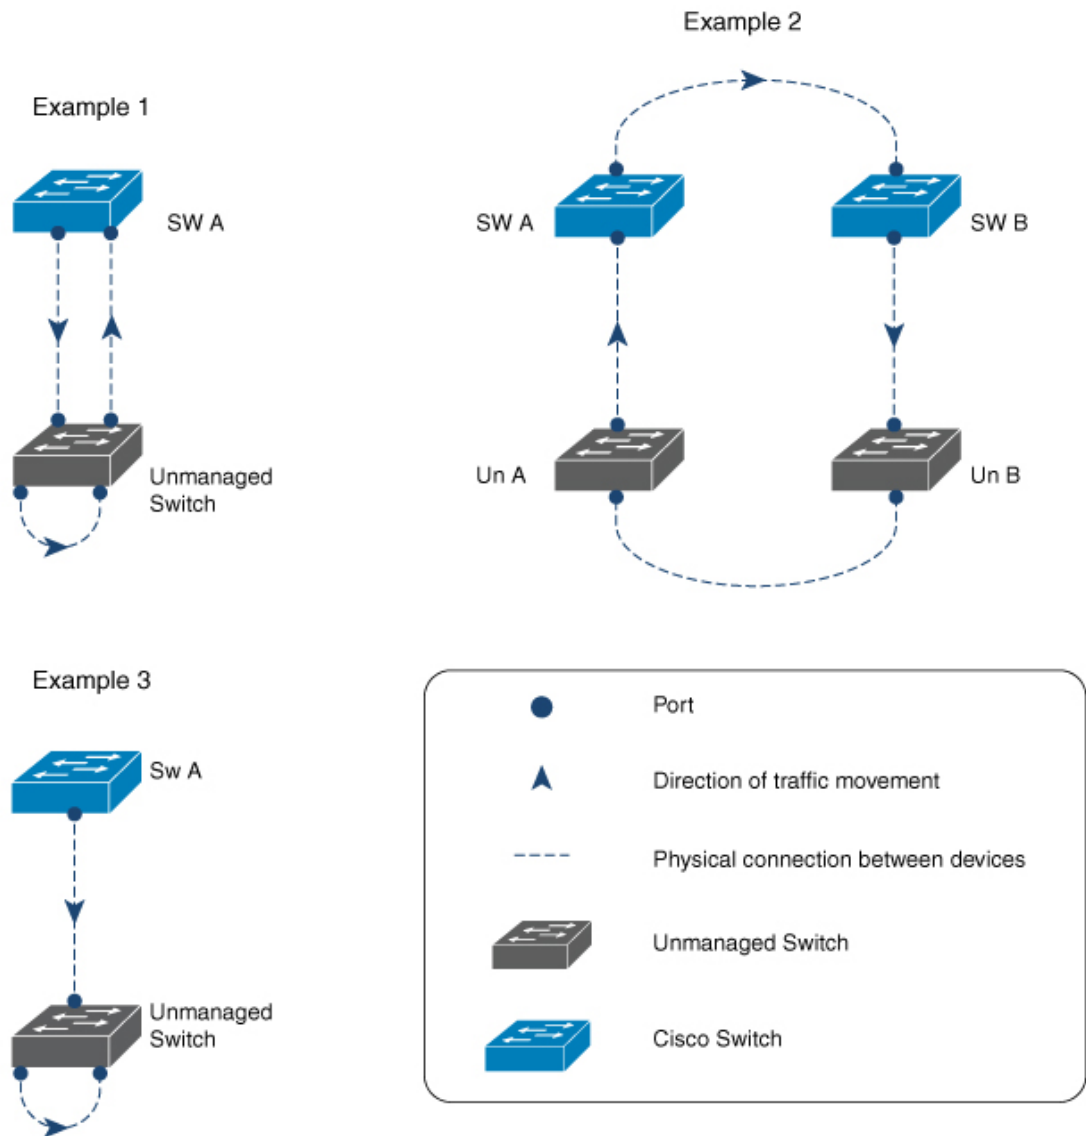 Example 1
SW A
Unmanaged
Switch
Example 2
SW A
SW B
Un A
Un B
Example 3
Sw A
Unmanaged
Switch
Port
Direction of traffic movement
Physical connection between devices
Unmanaged Switch
Cisco Switch